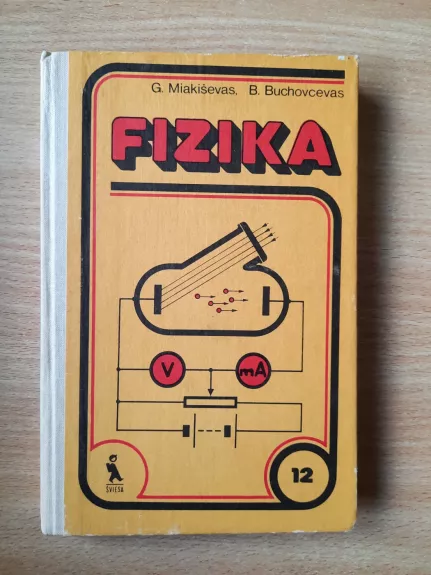 G. Miakiševas, B. Buchovcevas
FIZIKA
V
mA
ŠVIESA
12